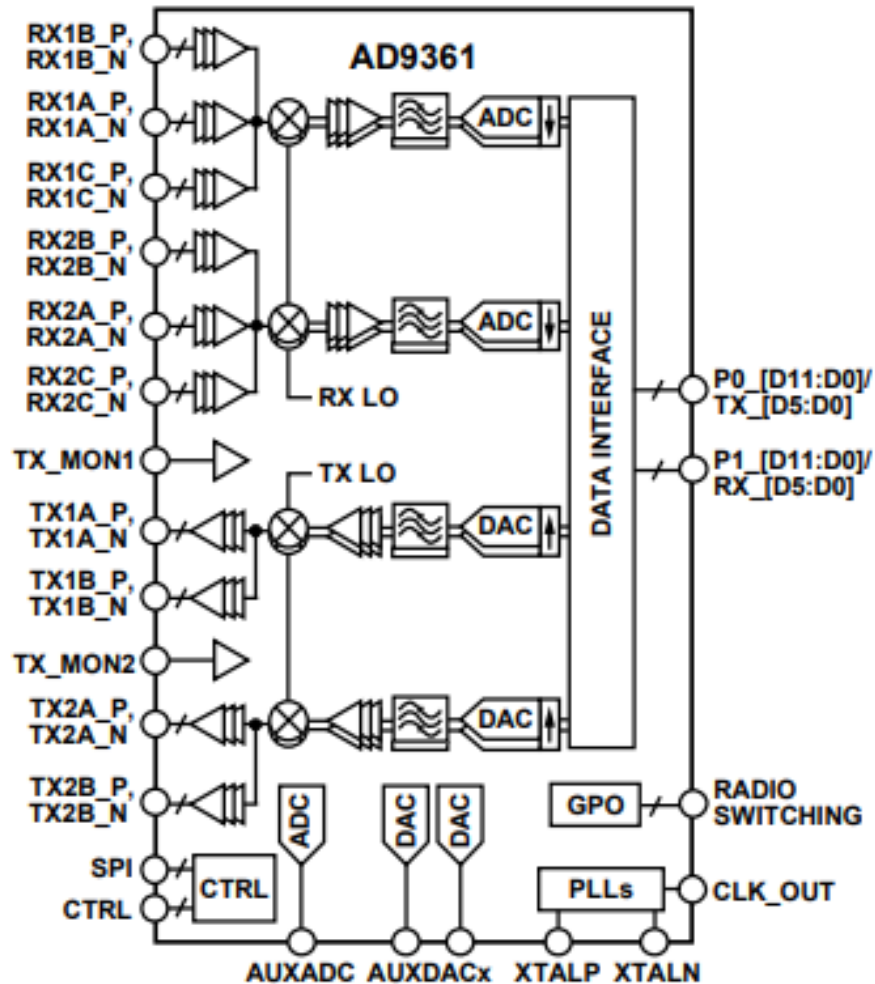 AD9361
RX1B_P,
RX1B_N
RX1A_P,
RX1A_N
ADC
RX1C_P,
RX1C_N
RX2B_P,
RX2B_N
RX2A_P,
RX2A_N
ADC
RX2C_P,
RX2C_N
RX LO
DATA INTERFACE
P0_[D11:D0]/
TX_[D5:D0]
TX_MON1
TX LO
P1_[D11:D0]/
RX_[D5:D0]
TX1A_P,
TX1A_N
DAC
TX1B_P,
TX1B_N
TX_MON2
TX2A_P,
TX2A_N
DAC
TX2B_P,
TX2B_N
ADC
DAC
DAC
GPO
RADIO
SWITCHING
SPI
CTRL
CTRL
PLLs
CLK_OUT
AUXADC
AUXDACx
XTALP
XTALN